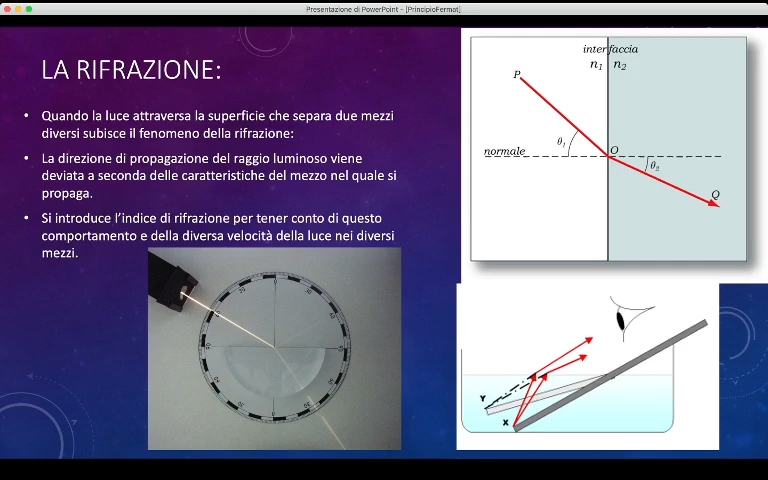 Presentazione di PowerPoint - [PrincipioFermat]
LA RIFRAZIONE:
• Quando la luce attraversa la superficie che separa due mezzi
diversi subisce il fenomeno della rifrazione:
• La direzione di propagazione del raggio luminoso viene
deviata a seconda delle caratteristiche del mezzo nel quale si
propaga.
• Si introduce l'indice di rifrazione per tener conto di questo
comportamento e della diversa velocità della luce nei diversi
mezzi.
interfaccia
n₁ n₂
P
θ₁
normale
O
θ₂
Q
Y
X